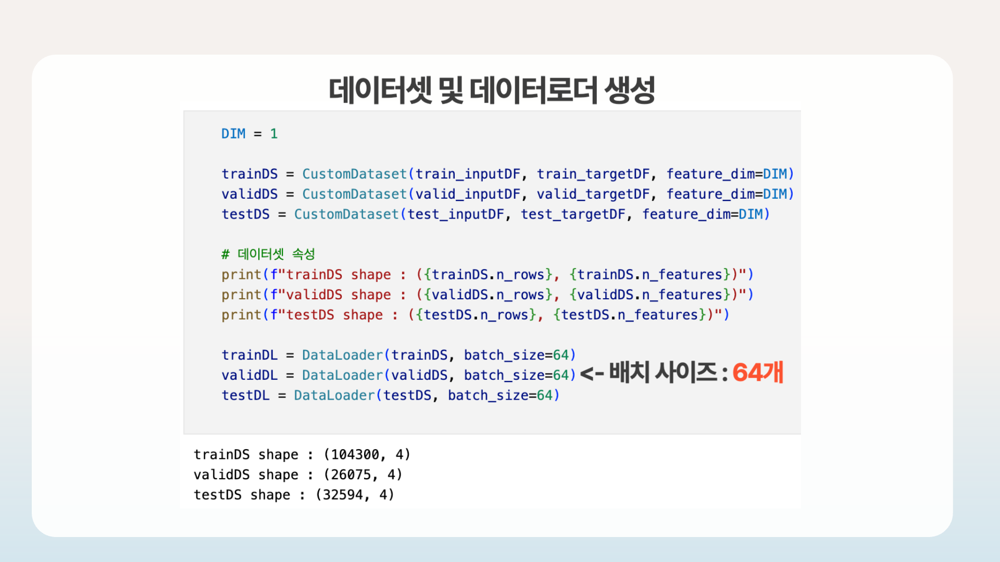 데이터셋 및 데이터로더 생성
DIM = 1
trainDS = CustomDataset(train_inputDF, train_targetDF, feature_dim=DIM)
validDS = CustomDataset(valid_inputDF, valid_targetDF, feature_dim=DIM)
testDS = CustomDataset(test_inputDF, test_targetDF, feature_dim=DIM)
# 데이터셋 속성
print(f"trainDS shape : ({trainDS.n_rows}, {trainDS.n_features})")
print(f"validDS shape : ({validDS.n_rows}, {validDS.n_features})")
print(f"testDS shape : ({testDS.n_rows}, {testDS.n_features})")
trainDL = DataLoader(trainDS, batch_size=64)
validDL = DataLoader(validDS, batch_size=64) <- 배치 사이즈 : 64개
testDL = DataLoader(testDS, batch_size=64)
trainDS shape : (104300, 4)
validDS shape : (26075, 4)
testDS shape : (32594, 4)